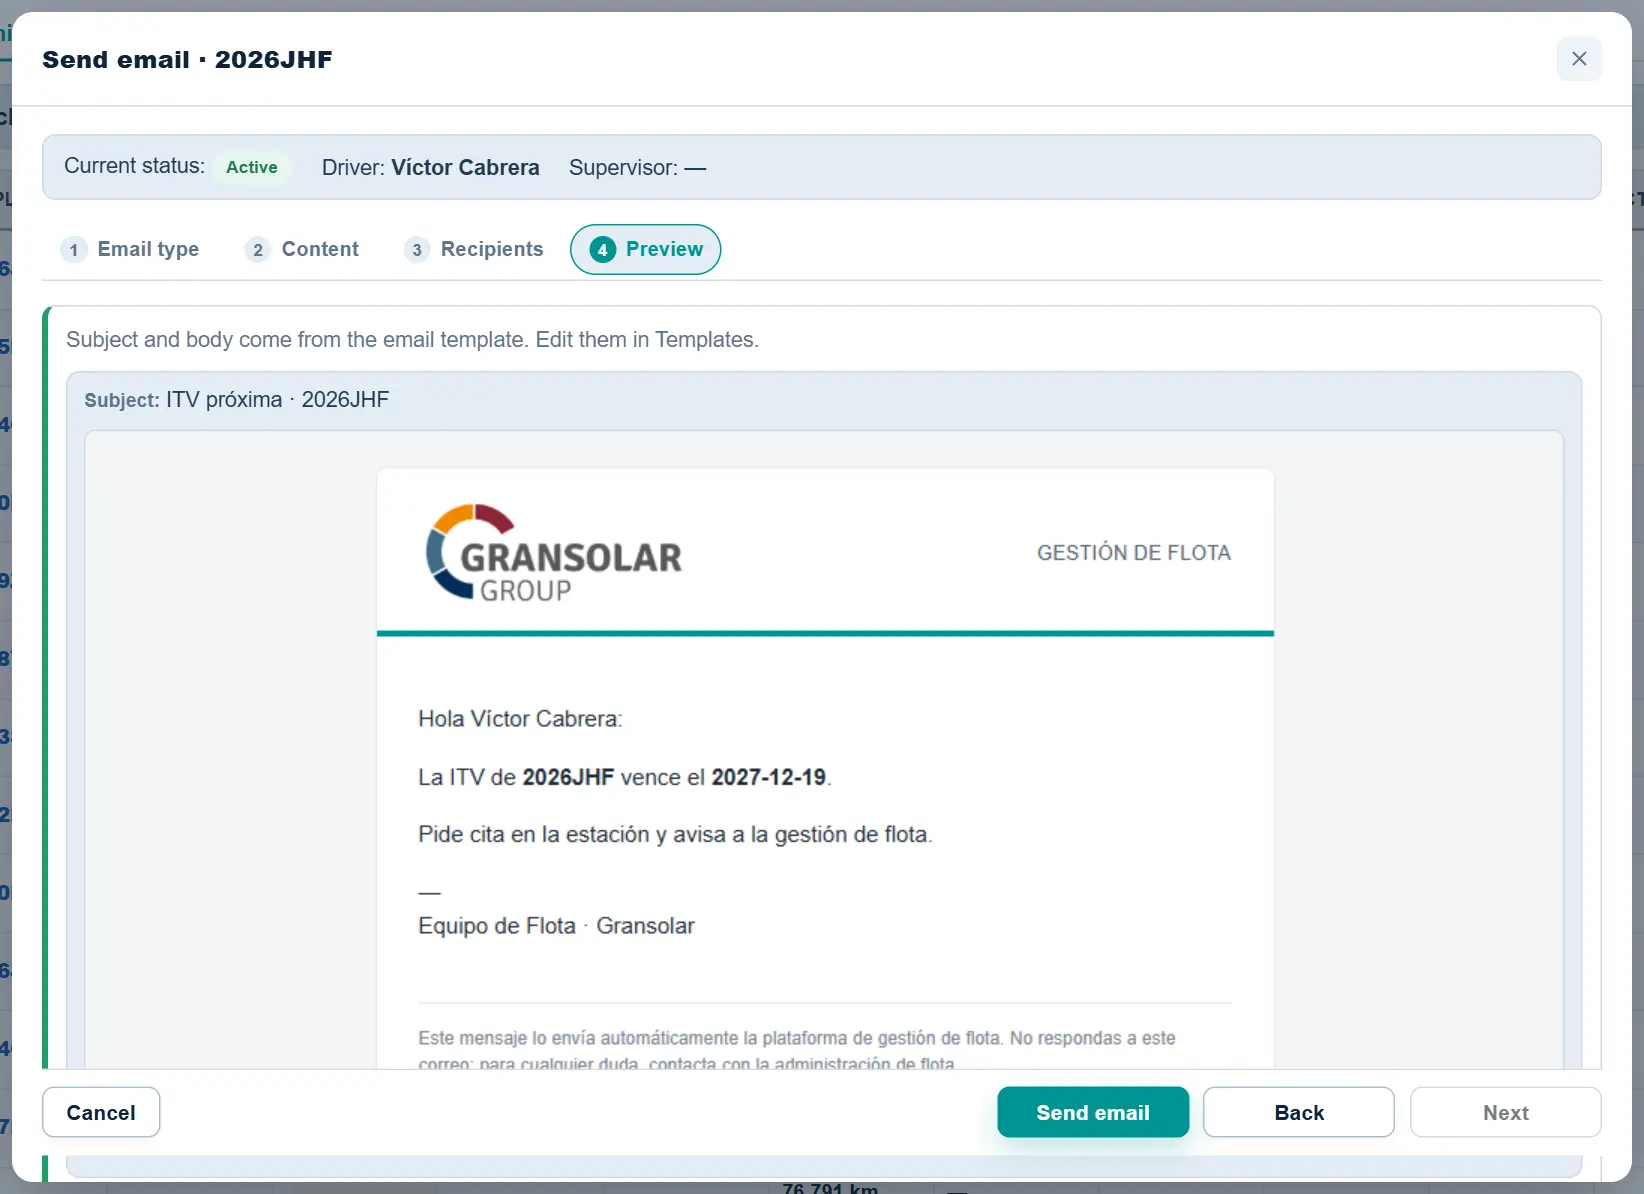 Send email · 2026JHF
Current status: Active Driver: Víctor Cabrera Supervisor: —
1 Email type 2 Content 3 Recipients 4 Preview
Subject and body come from the email template. Edit them in Templates.
Subject: ITV próxima · 2026JHF
GRANSOLAR
GROUP
GESTIÓN DE FLOTA
Hola Víctor Cabrera:
La ITV de 2026JHF vence el 2027-12-19.
Pide cita en la estación y avisa a la gestión de flota.
—
Equipo de Flota · Gransolar
Este mensaje lo envía automáticamente la plataforma de gestión de flota. No respondas a este
correo; para cualquier duda, contacta con la administración de flota.
Cancel Send email Back Next
76.791 km